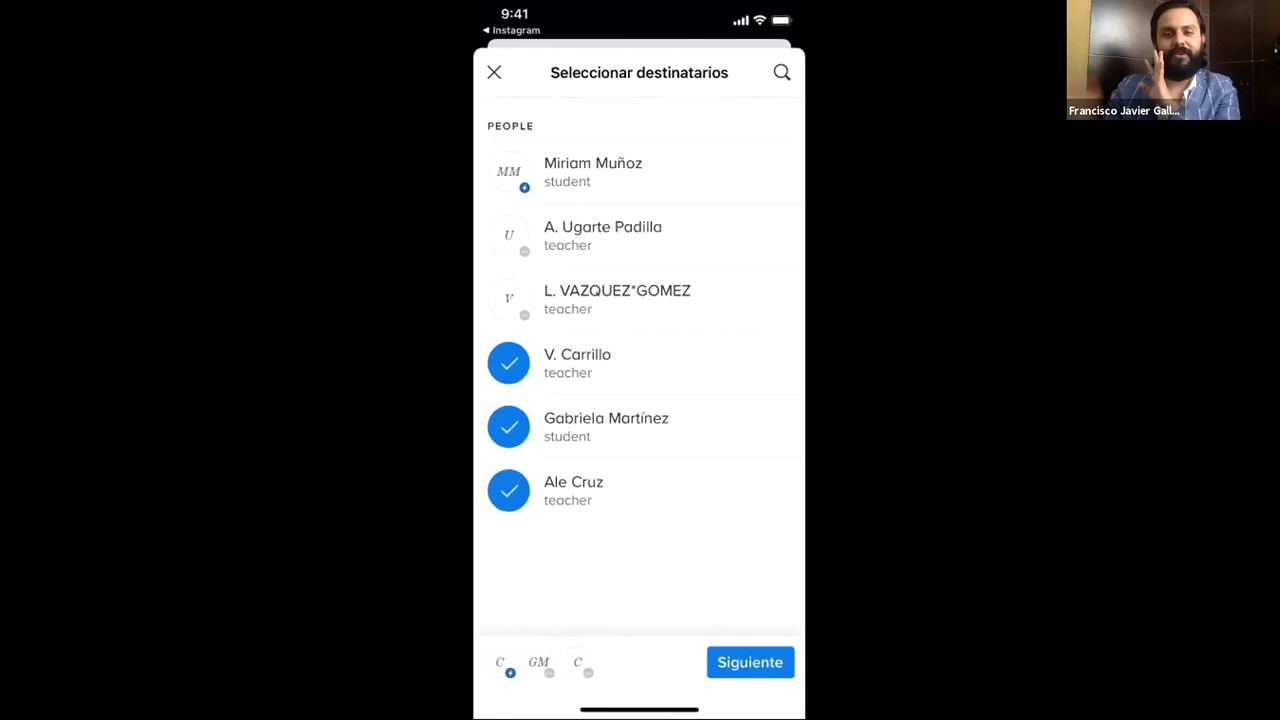 9:41
Instagram
Seleccionar destinatarios
PEOPLE
MM
Miriam Muñoz
student
U
A. Ugarte Padilla
teacher
V
L. VAZQUEZ*GOMEZ
teacher
V. Carrillo
teacher
Gabriela Martínez
student
Ale Cruz
teacher
C
GM
C
Siguiente
Francisco Javier Gall...